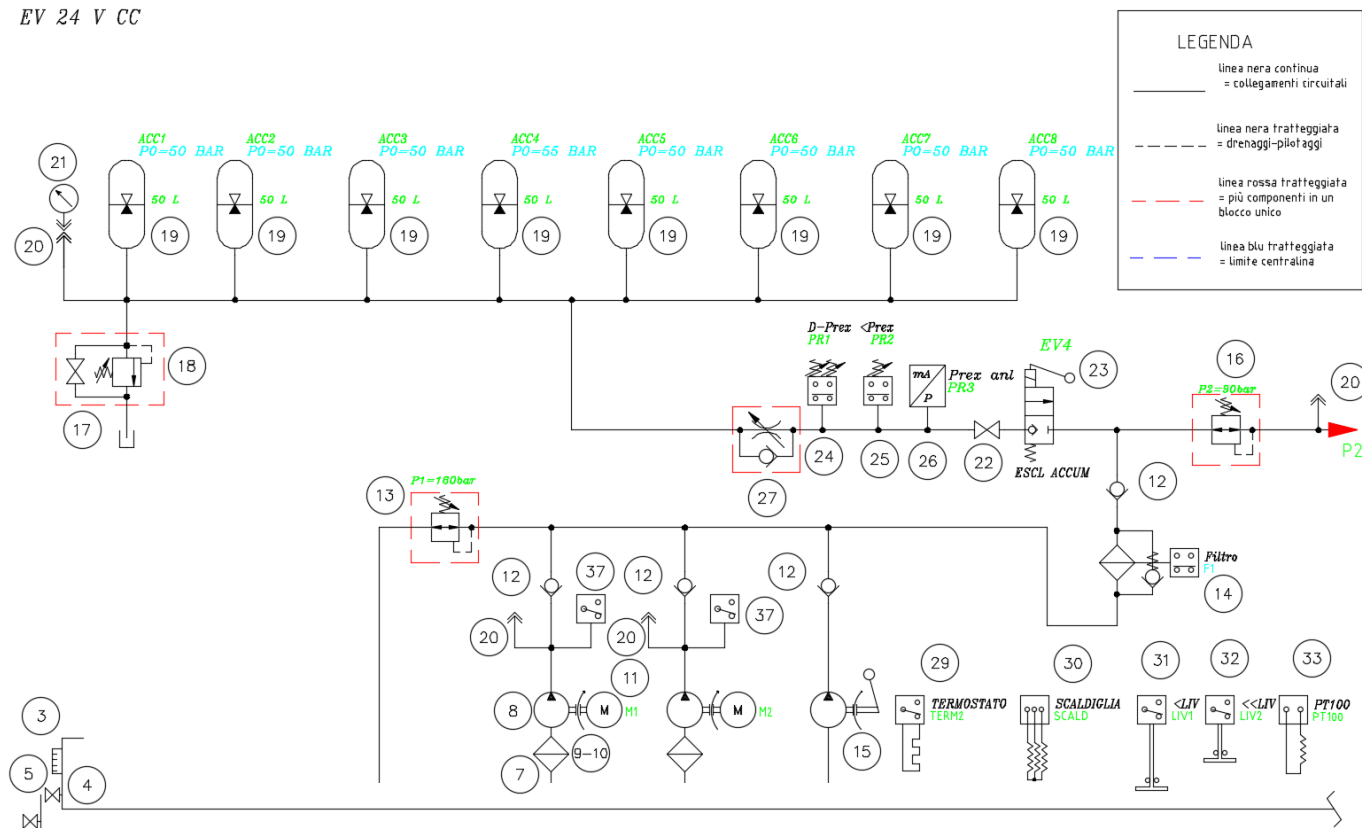 EV 24 V CC
LEGENDA
linea nera continua
= collegamenti circuitali
linea nera tratteggiata
= drenaggi-pilotaggi
linea rossa tratteggiata
= più componenti in un
blocco unico
linea blu tratteggiata
= limite centralina
ACC1
P0=50 BAR
ACC2
P0=50 BAR
ACC3
P0=50 BAR
ACC4
P0=55 BAR
ACC5
P0=50 BAR
ACC6
P0=50 BAR
ACC7
P0=50 BAR
ACC8
P0=50 BAR
21
50 L
50 L
50 L
50 L
50 L
50 L
50 L
50 L
20
19
19
19
19
19
19
19
19
18
17
D-Prex
PR1
<Prex
PR2
mA
P
Prex anl
PR3
EV4
23
16
P2=90bar
20
P2
24
25
26
22
ESCL ACCUM
27
12
13
P1=160bar
12
37
12
37
12
Filtro
F1
14
20
20
11
8
M
M1
M
M2
7
9-10
15
29
TERMOSTATO
TERM2
30
SCALDIGLIA
SCALD
31
<LIV
LIV1
32
<<LIV
LIV2
33
PT100
PT100
3
5
4